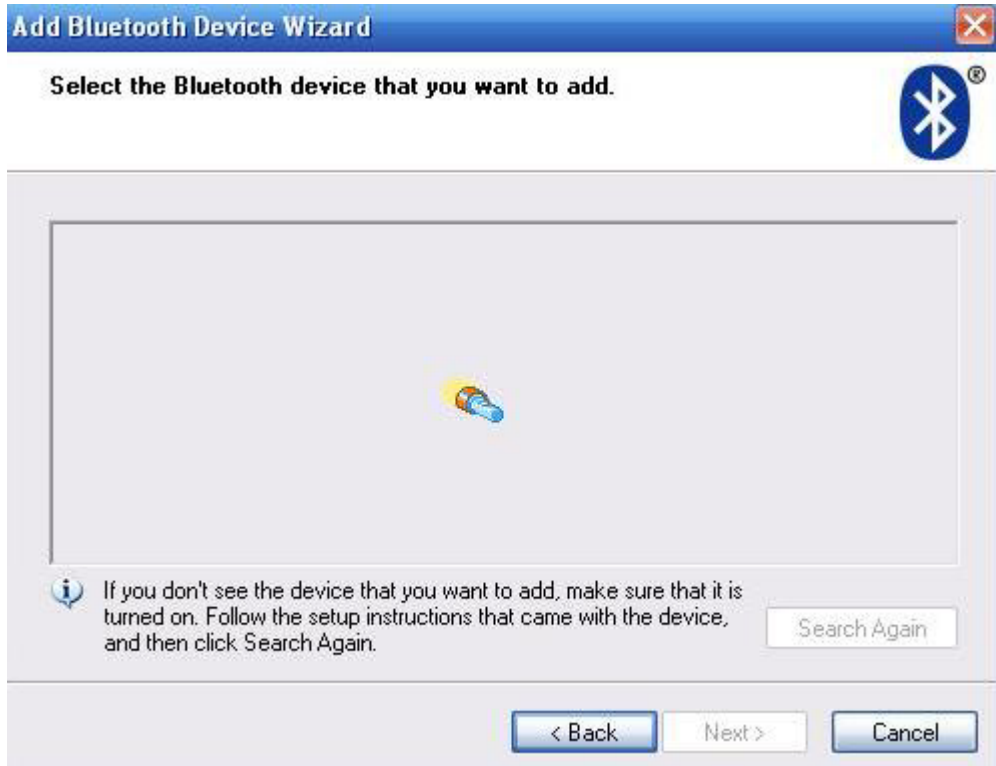 Add Bluetooth Device Wizard
Select the Bluetooth device that you want to add.
®
If you don't see the device that you want to add, make sure that it is
turned on. Follow the setup instructions that came with the device,
and then click Search Again.
Search Again
< Back
Next >
Cancel